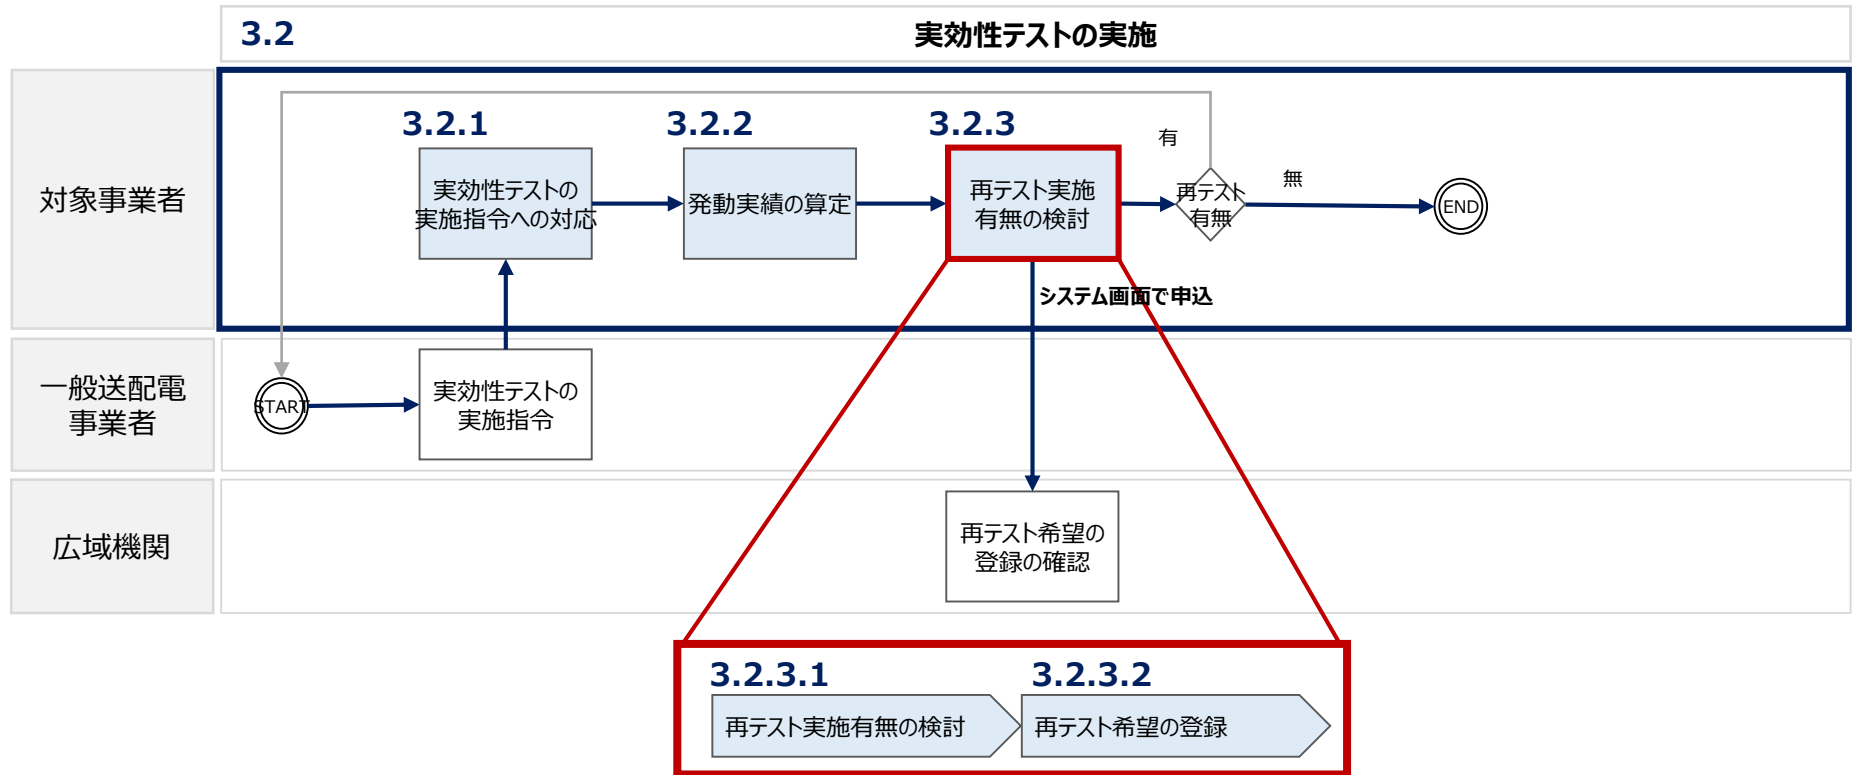 3.2
実効性テストの実施
対象事業者
3.2.1
実効性テストの
実施指令への対応
3.2.2
発動実績の算定
3.2.3
再テスト実施
有無の検討
有
再テスト
有無
無
END
システム画面で申込
一般送配電
事業者
START
実効性テストの
実施指令
広域機関
再テスト希望の
登録の確認
3.2.3.1
再テスト実施有無の検討
3.2.3.2
再テスト希望の登録